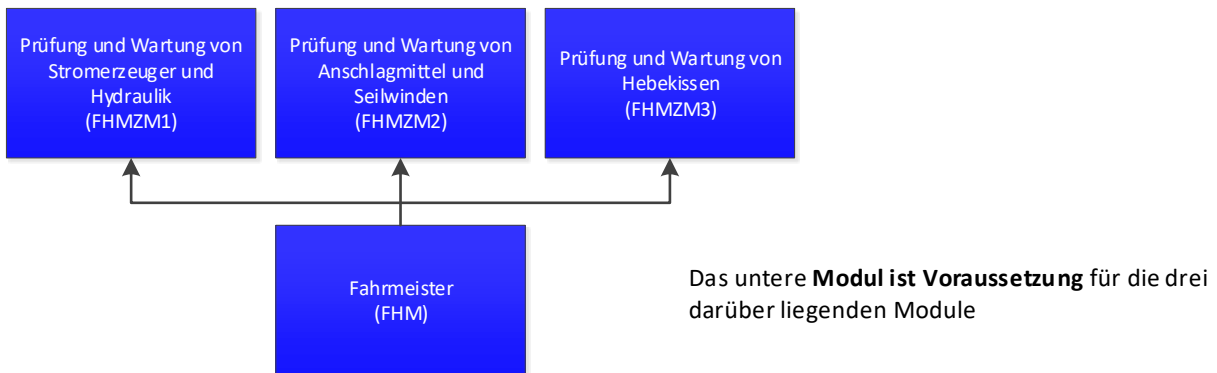 Prüfung und Wartung von
Stromerzeuger und
Hydraulik
(FHMZM1)
Prüfung und Wartung von
Anschlagmittel und
Seilwinden
(FHMZM2)
Prüfung und Wartung von
Hebekissen
(FHMZM3)
Fahrmeister
(FHM)
Das untere Modul ist Voraussetzung für die drei
darüber liegenden Module